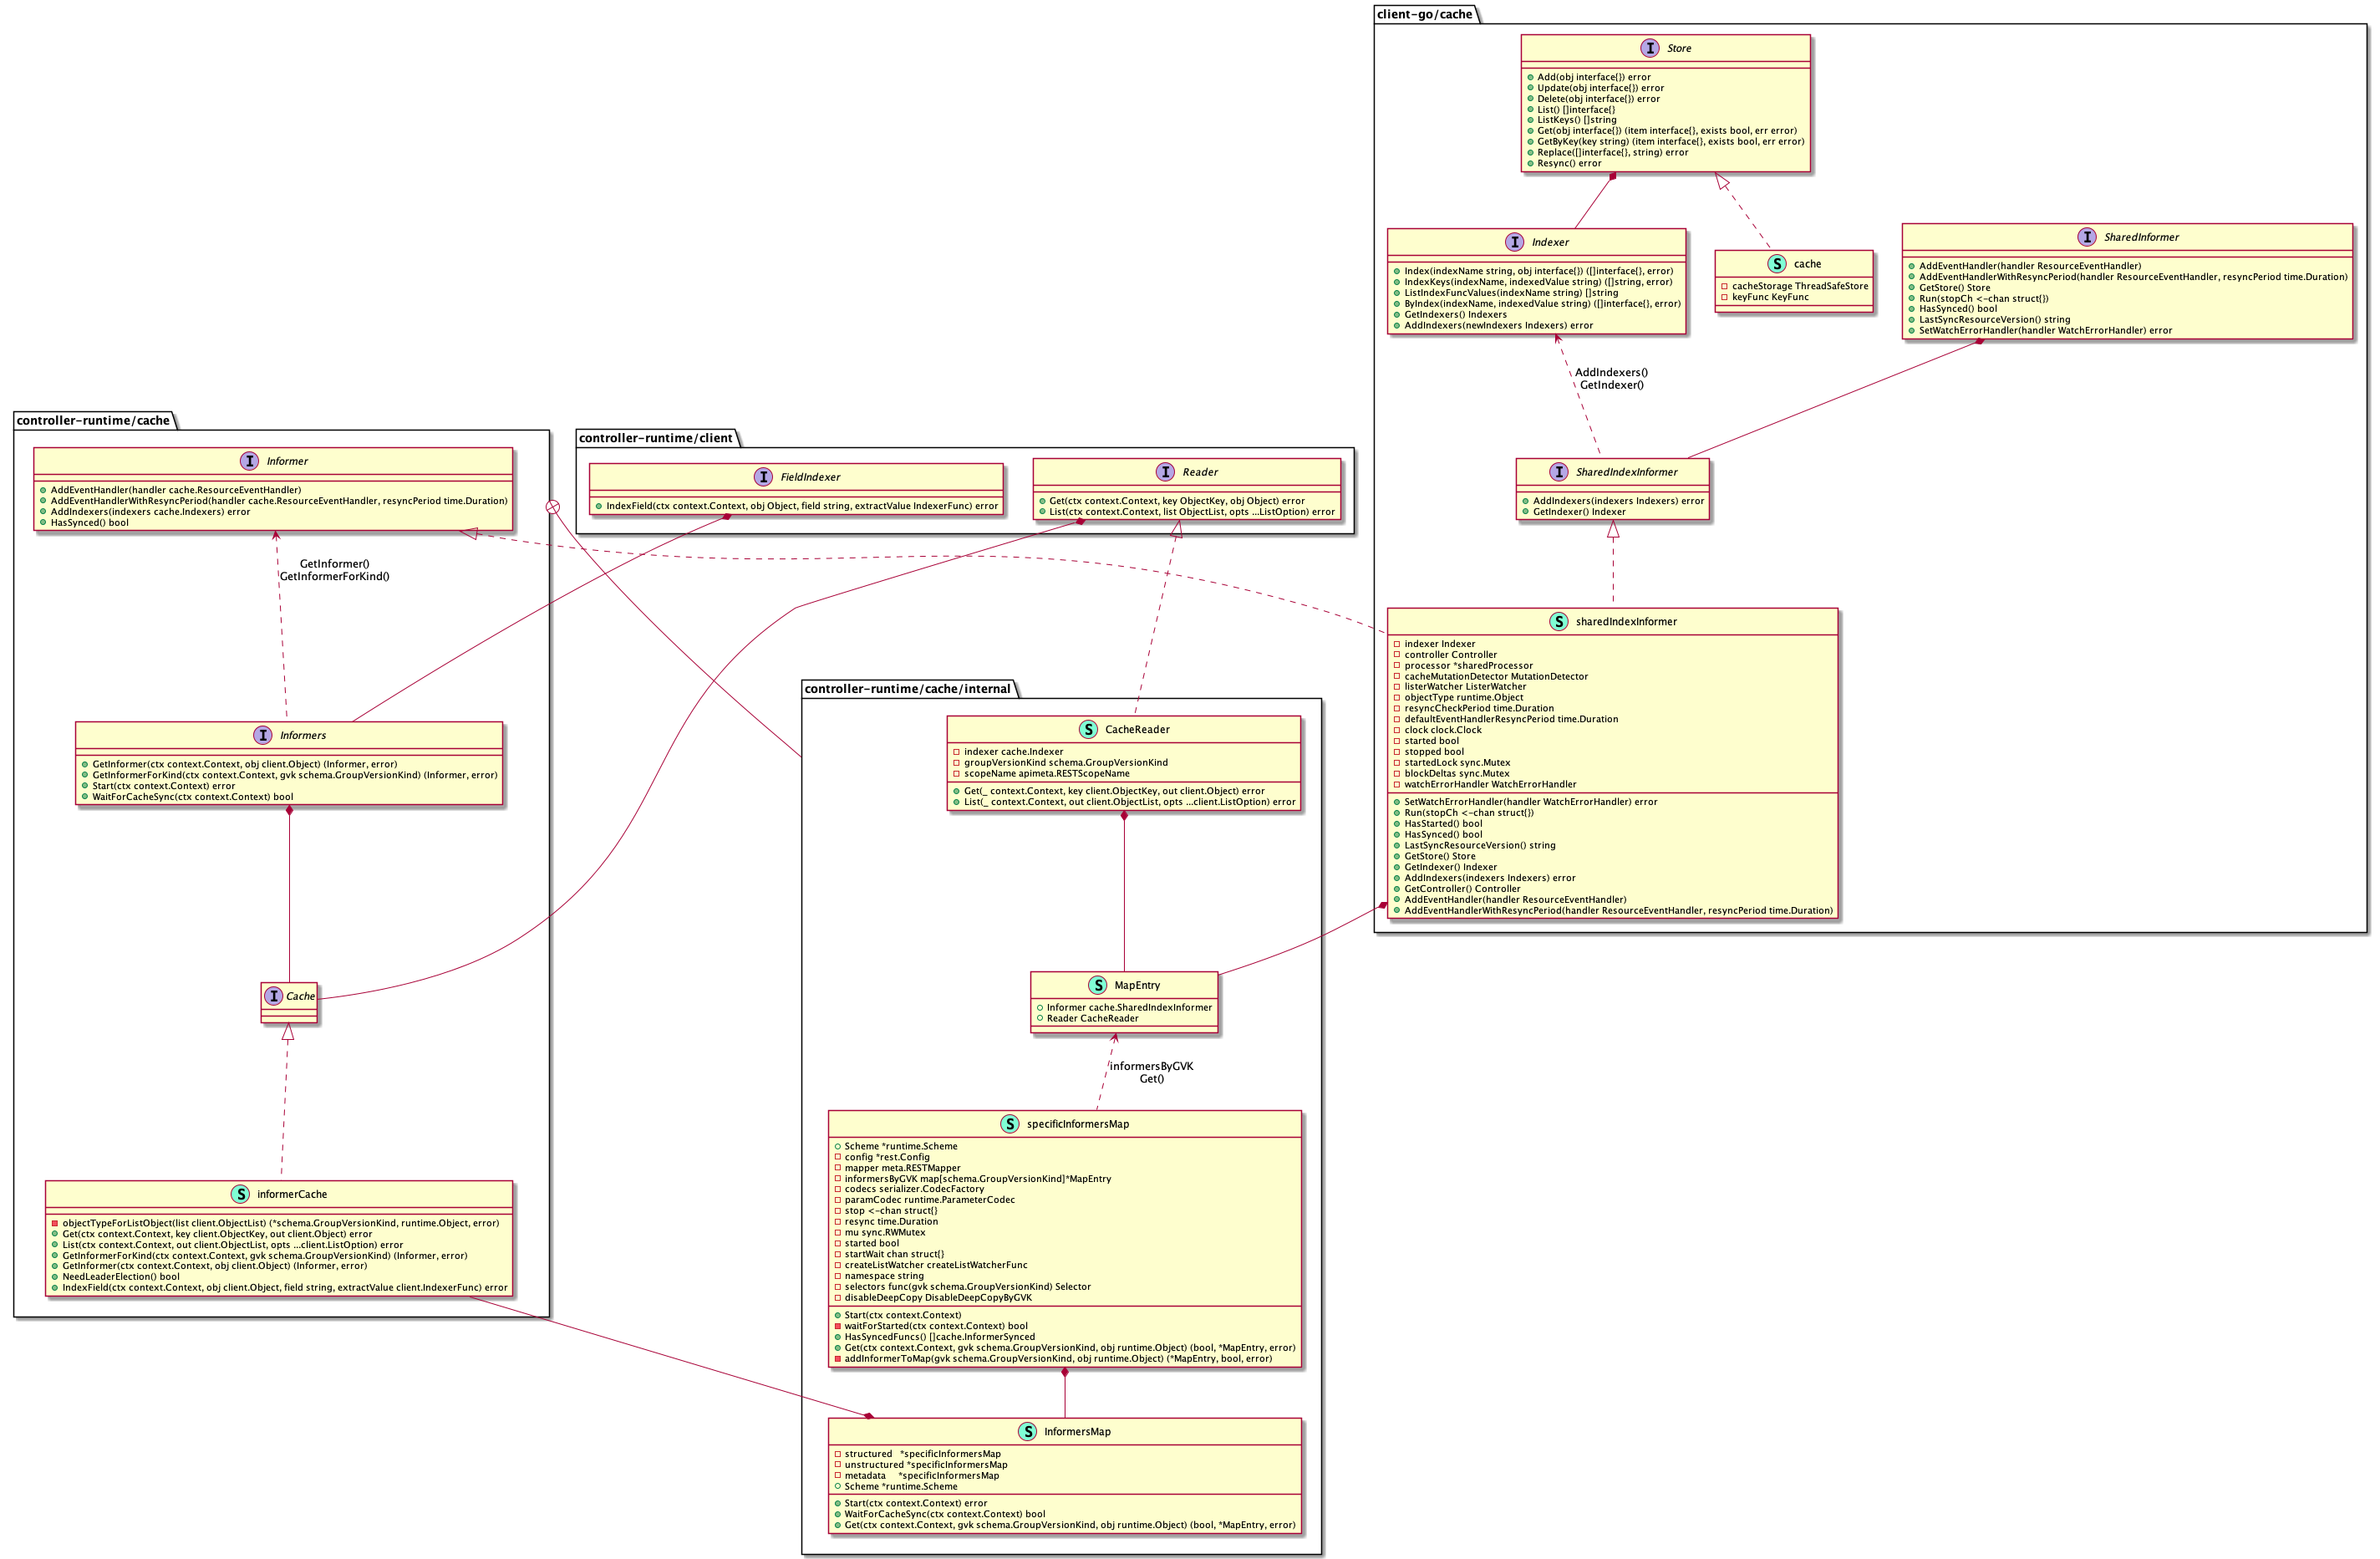 client-go/cache
I Store
Add(obj interface{}) error
Update(obj interface{}) error
Delete(obj interface{}) error
List() []interface{}
ListKeys() []string
Get(obj interface{}) (item interface{}, exists bool, err error)
GetByKey(key string) (item interface{}, exists bool, err error)
Replace([]interface{}, string) error
Resync() error
I Indexer
Index(indexName string, obj interface{}) ([]interface{}, error)
IndexKeys(indexName, indexedValue string) ([]string, error)
ListIndexFuncValues(indexName string) []string
ByIndex(indexName, indexedValue string) ([]interface{}, error)
GetIndexers() Indexers
AddIndexers(newIndexers Indexers) error
S cache
cacheStorage ThreadSafeStore
keyFunc KeyFunc
I SharedInformer
AddEventHandler(handler ResourceEventHandler)
AddEventHandlerWithResyncPeriod(handler ResourceEventHandler, resyncPeriod time.Duration)
GetStore() Store
Run(stopCh <-chan struct{})
HasSynced() bool
LastSyncResourceVersion() string
SetWatchErrorHandler(handler WatchErrorHandler) error
AddIndexers()
GetIndexer()
I SharedIndexInformer
AddIndexers(indexers Indexers) error
GetIndexer() Indexer
controller-runtime/cache
I Informer
AddEventHandler(handler cache.ResourceEventHandler)
AddEventHandlerWithResyncPeriod(handler cache.ResourceEventHandler, resyncPeriod time.Duration)
AddIndexers(indexers cache.Indexers) error
HasSynced() bool
controller-runtime/client
I FieldIndexer
IndexField(ctx context.Context, obj Object, field string, extractValue IndexerFunc) error
I Reader
Get(ctx context.Context, key ObjectKey, obj Object) error
List(ctx context.Context, list ObjectList, opts ...ListOption) error
GetInformer()
GetInformerForKind()
S sharedIndexInformer
indexer Indexer
controller Controller
processor *sharedProcessor
cacheMutationDetector MutationDetector
listerWatcher ListerWatcher
objectType runtime.Object
resyncCheckPeriod time.Duration
defaultEventHandlerResyncPeriod time.Duration
clock clock.Clock
started bool
stopped bool
startedLock sync.Mutex
blockDeltas sync.Mutex
watchErrorHandler WatchErrorHandler
SetWatchErrorHandler(handler WatchErrorHandler) error
Run(stopCh <-chan struct{})
HasStarted() bool
HasSynced() bool
LastSyncResourceVersion() string
GetStore() Store
GetIndexer() Indexer
AddIndexers(indexers Indexers) error
GetController() Controller
AddEventHandler(handler ResourceEventHandler)
AddEventHandlerWithResyncPeriod(handler ResourceEventHandler, resyncPeriod time.Duration)
I Informers
GetInformer(ctx context.Context, obj client.Object) (Informer, error)
GetInformerForKind(ctx context.Context, gvk schema.GroupVersionKind) (Informer, error)
Start(ctx context.Context) error
WaitForCacheSync(ctx context.Context) bool
controller-runtime/cache/internal
S CacheReader
indexer cache.Indexer
groupVersionKind schema.GroupVersionKind
scopeName apimeta.RESTScopeName
Get(_ context.Context, key client.ObjectKey, out client.Object) error
List(_ context.Context, out client.ObjectList, opts ...client.ListOption) error
I Cache
S MapEntry
Informer cache.SharedIndexInformer
Reader CacheReader
informersByGVK
Get()
S informerCache
objectTypeForListObject(list client.ObjectList) (*schema.GroupVersionKind, runtime.Object, error)
Get(ctx context.Context, key client.ObjectKey, out client.Object) error
List(ctx context.Context, out client.ObjectList, opts ...client.ListOption) error
GetInformerForKind(ctx context.Context, gvk schema.GroupVersionKind) (Informer, error)
GetInformer(ctx context.Context, obj client.Object) (Informer, error)
NeedLeaderElection() bool
IndexField(ctx context.Context, obj client.Object, field string, extractValue client.IndexerFunc) error
S specificInformersMap
Scheme *runtime.Scheme
config *rest.Config
mapper meta.RESTMapper
informersByGVK map[schema.GroupVersionKind]*MapEntry
codecs serializer.CodecFactory
paramCodec runtime.ParameterCodec
stop <-chan struct{}
resync time.Duration
mu sync.RWMutex
started bool
startWait chan struct{}
createListWatcher createListWatcherFunc
namespace string
selectors func(gvk schema.GroupVersionKind) Selector
disableDeepCopy DisableDeepCopyByGVK
Start(ctx context.Context)
waitForStarted(ctx context.Context) bool
HasSyncedFuncs() []cache.InformerSynced
Get(ctx context.Context, gvk schema.GroupVersionKind, obj runtime.Object) (bool, *MapEntry, error)
addInformerToMap(gvk schema.GroupVersionKind, obj runtime.Object) (*MapEntry, bool, error)
S InformersMap
structured *specificInformersMap
unstructured *specificInformersMap
metadata *specificInformersMap
Scheme *runtime.Scheme
Start(ctx context.Context) error
WaitForCacheSync(ctx context.Context) bool
Get(ctx context.Context, gvk schema.GroupVersionKind, obj runtime.Object) (bool, *MapEntry, error)